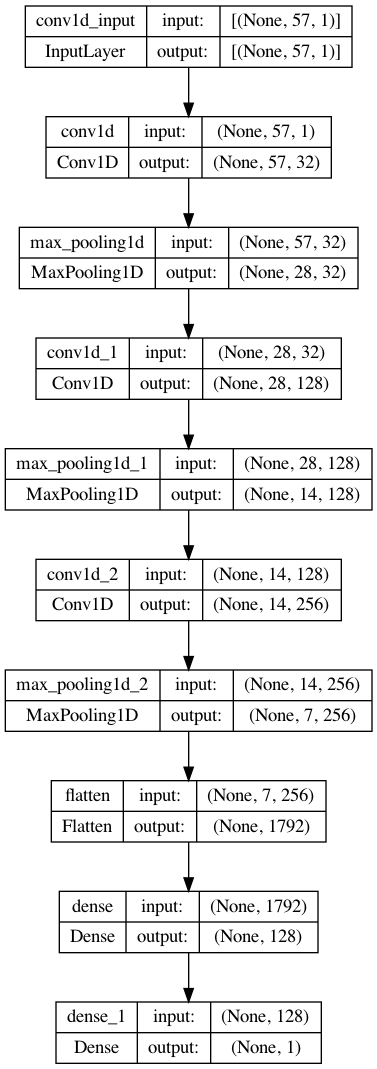 conv1d_input input: [(None, 57, 1)]
InputLayer output: [(None, 57, 1)]
conv1d input: (None, 57, 1)
Conv1D output: (None, 57, 32)
max_pooling1d input: (None, 57, 32)
MaxPooling1D output: (None, 28, 32)
conv1d_1 input: (None, 28, 32)
Conv1D output: (None, 28, 128)
max_pooling1d_1 input: (None, 28, 128)
MaxPooling1D output: (None, 14, 128)
conv1d_2 input: (None, 14, 128)
Conv1D output: (None, 14, 256)
max_pooling1d_2 input: (None, 14, 256)
MaxPooling1D output: (None, 7, 256)
flatten input: (None, 7, 256)
Flatten output: (None, 1792)
dense input: (None, 1792)
Dense output: (None, 128)
dense_1 input: (None, 128)
Dense output: (None, 1)